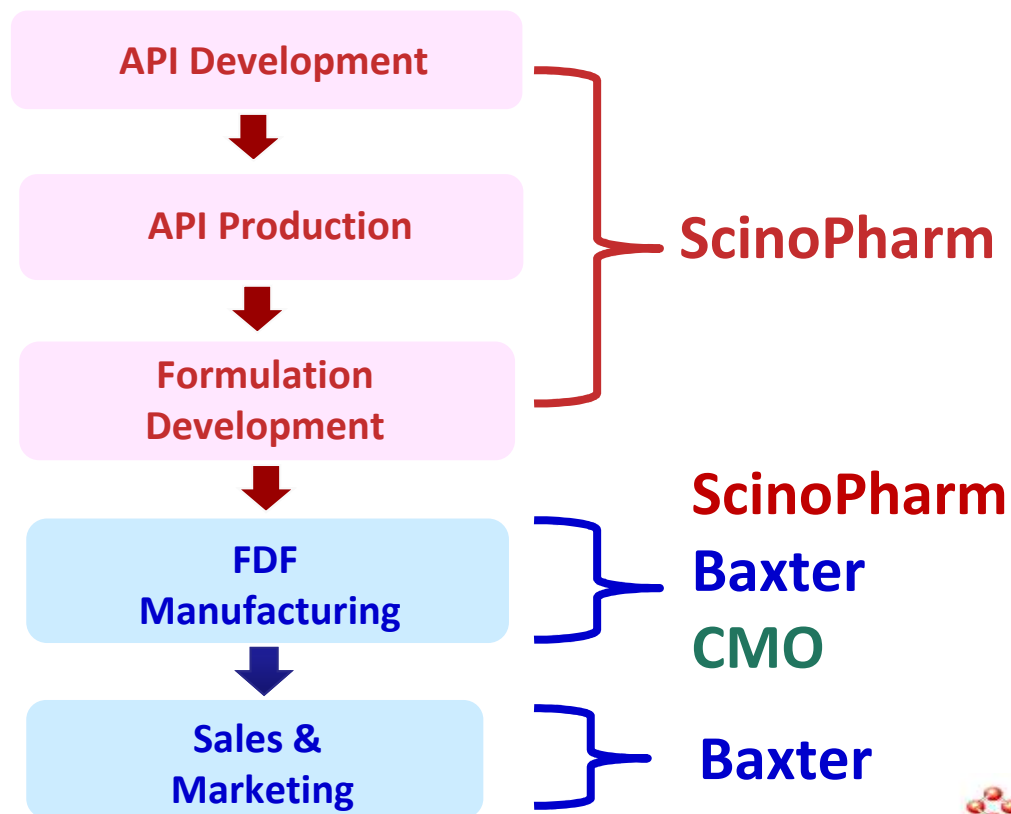 API Development
API Production
ScinoPharm
Formulation
Development
ScinoPharm
FDF
Manufacturing
Baxter
CMO
Sales &
Marketing
Baxter